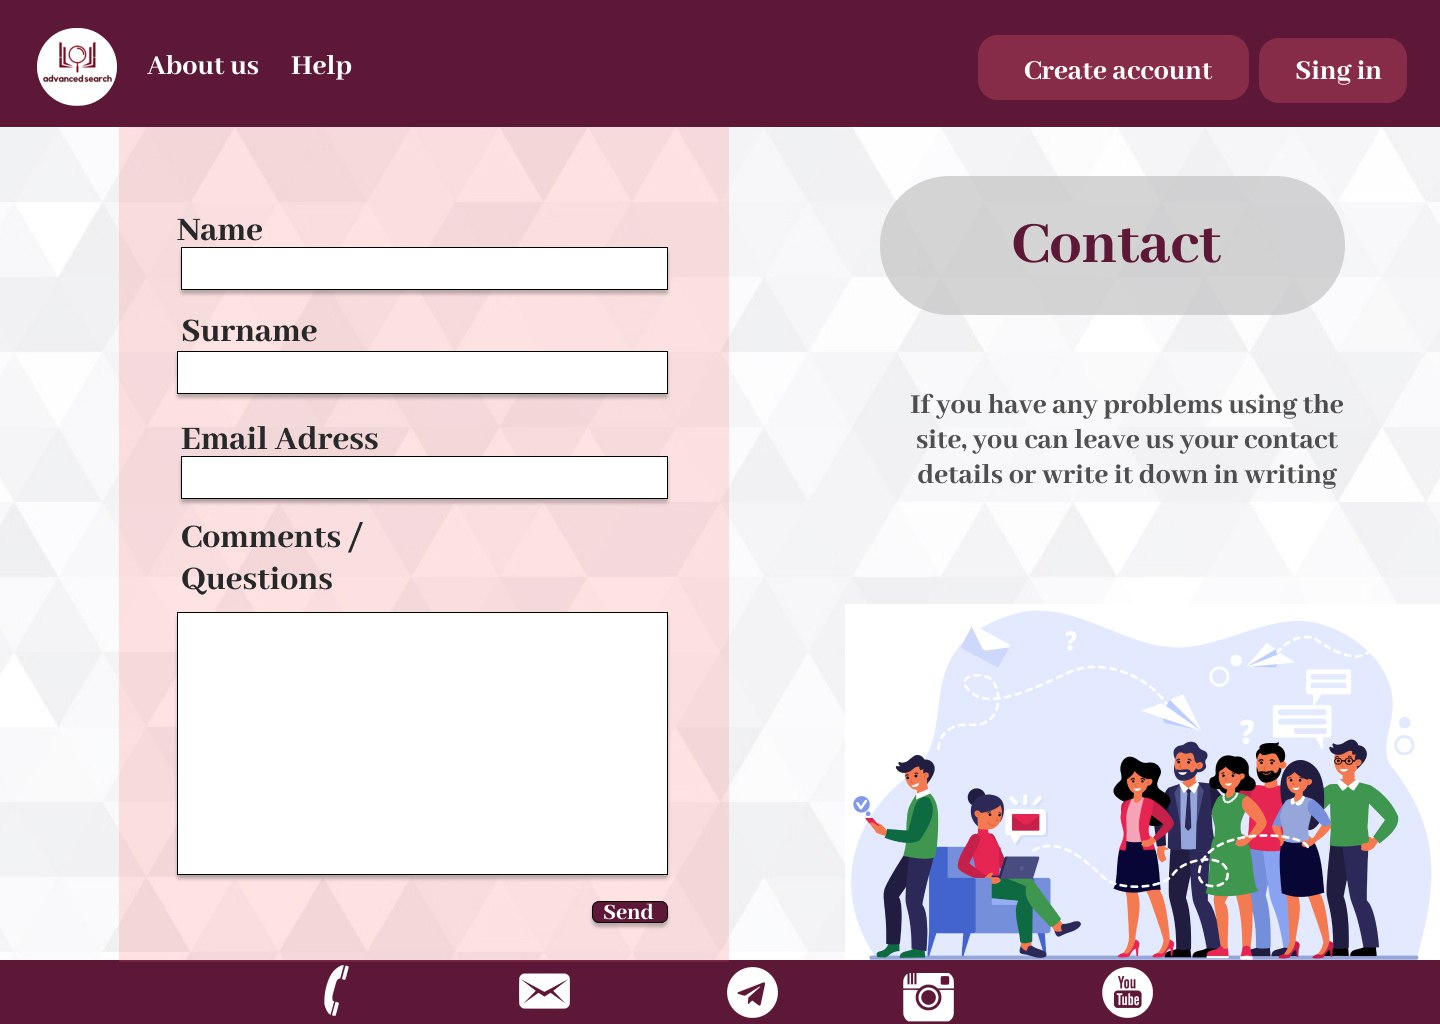 advancedsearch
About us
Help
Create account
Sing in
Name
Surname
Email Adress
Comments /
Questions
Send
Contact
If you have any problems using the
site, you can leave us your contact
details or write it down in writing
?
?
You
Tube